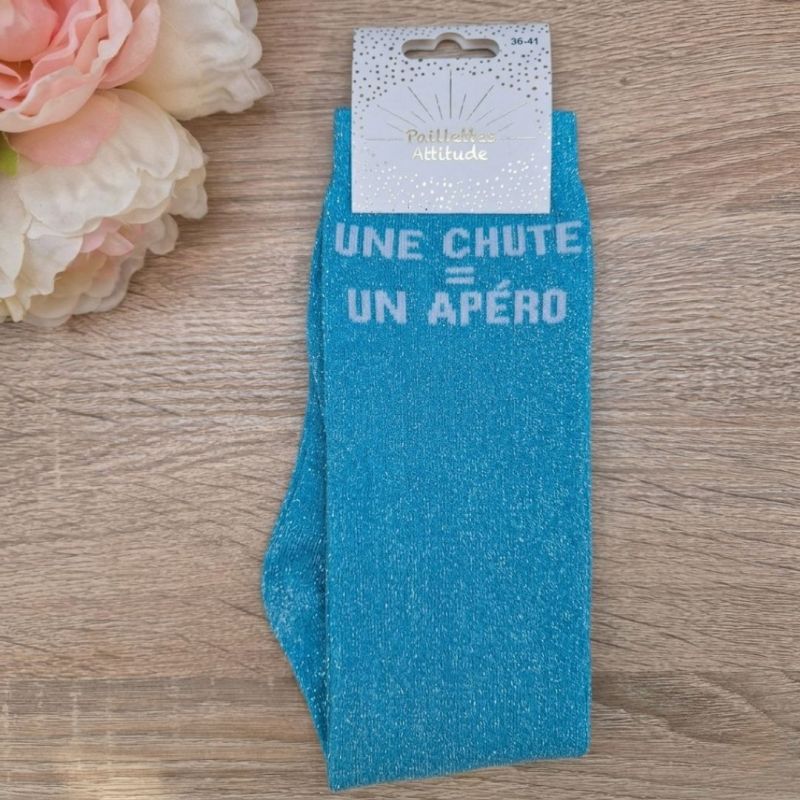 36-41
Paillettes
Attitude
UNE CHUTE
=
UN APÉRO